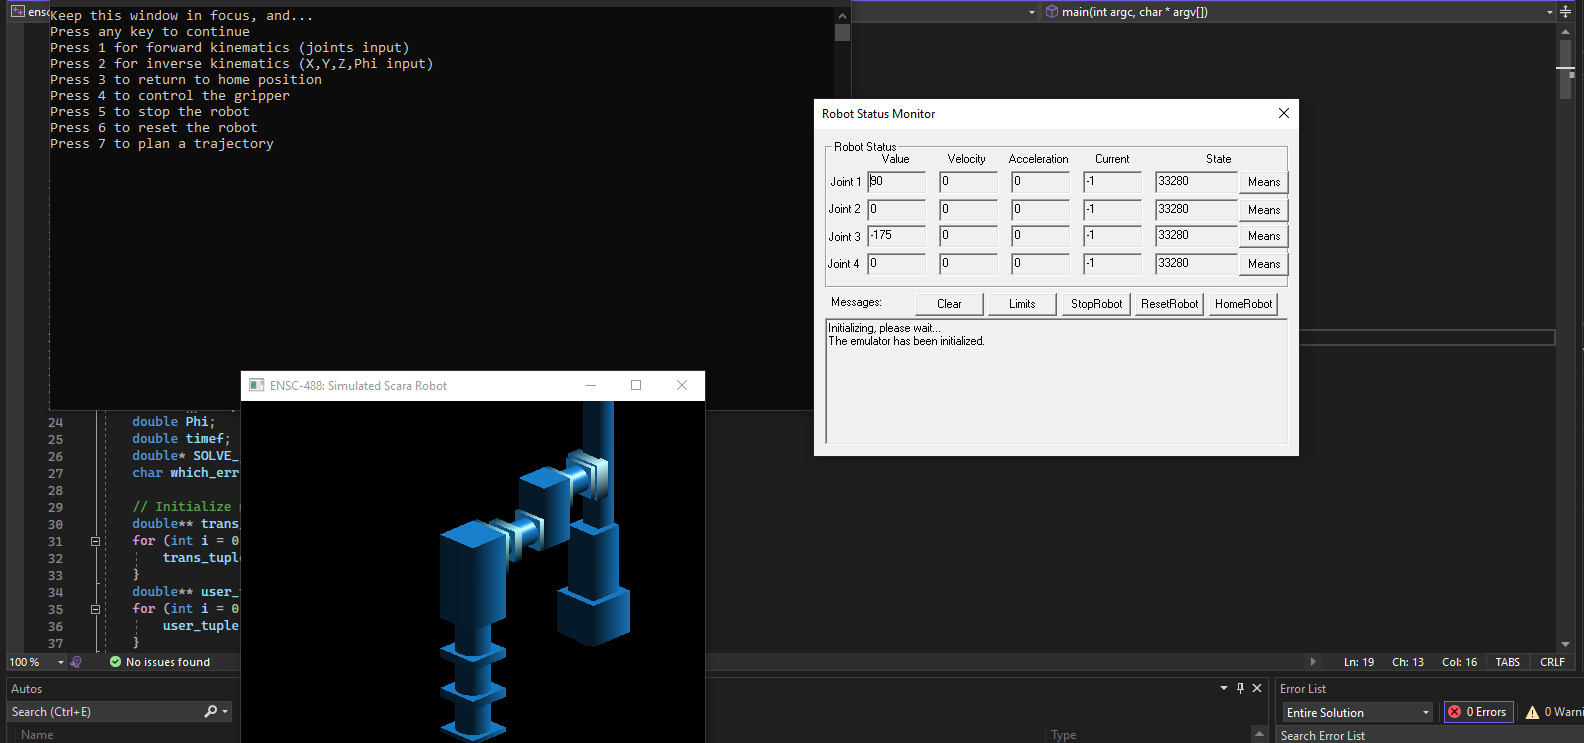 ensc
main(int argc, char * argv[])
Keep this window in focus, and...
Press any key to continue
Press 1 for forward kinematics (joints input)
Press 2 for inverse kinematics (X,Y,Z,Phi input)
Press 3 to return to home position
Press 4 to control the gripper
Press 5 to stop the robot
Press 6 to reset the robot
Press 7 to plan a trajectory
Robot Status Monitor
Robot Status
Value Velocity Acceleration Current State
Joint 1 90 0 0 -1 33280 Means
Joint 2 0 0 0 -1 33280 Means
Joint 3 -175 0 0 -1 33280 Means
Joint 4 0 0 0 -1 33280 Means
Messages: Clear Limits StopRobot ResetRobot HomeRobot
Initializing, please wait...
The emulator has been initialized.
ENSC-488: Simulated Scara Robot
24 double Phi;
25 double timef;
26 double* SOLVE_
27 char which_err
28
29 // Initialize
30 double** trans_
31 for (int i = 0
32 trans_tuple
33 }
34 double** user_
35 for (int i = 0
36 user_tuple
37 }
100 % No issues found Ln: 19 Ch: 13 Col: 16 TABS CRLF
Autos
Search (Ctrl+E)
Name Type
Error List
Entire Solution 0 Errors 0 Warni
Search Error List